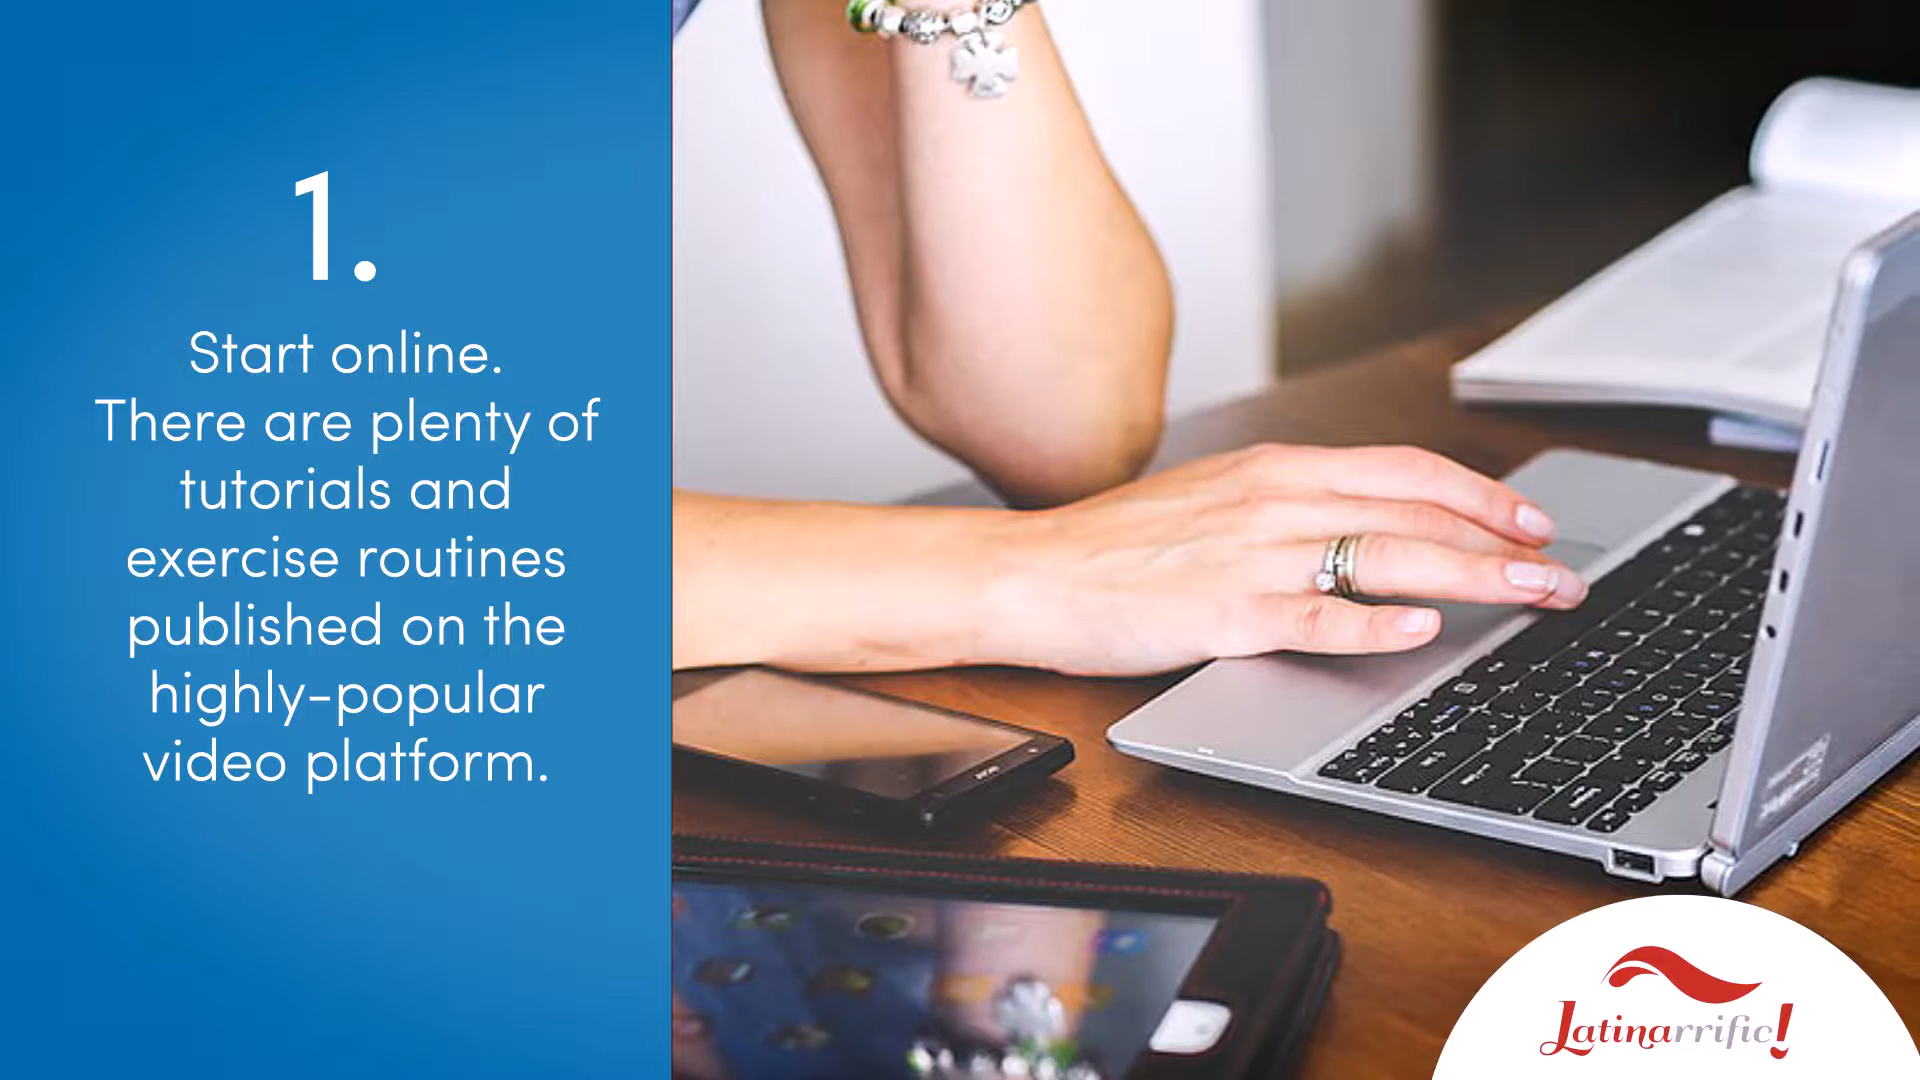 1.
Start online.
There are plenty of
tutorials and
exercise routines
published on the
highly-popular
video platform.
Latinarrific!